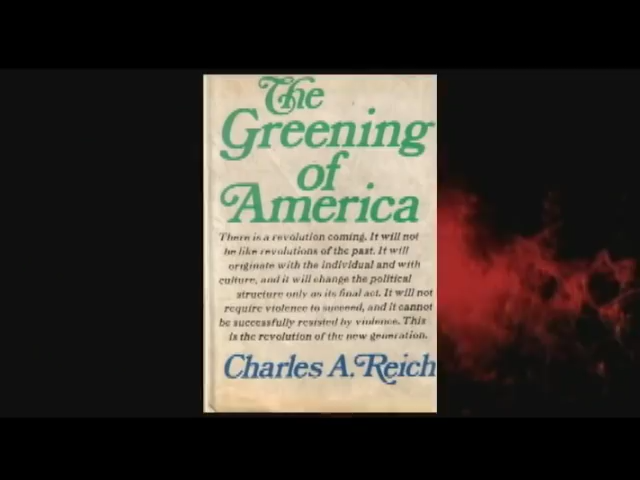 The
Greening
of
America
There is a revolution coming. It will not
be like revolutions of the past. It will
originate with the individual and with
culture, and it will change the political
structure only as its final act. It will not
require violence to succeed, and it cannot
be successfully resisted by violence. This
is the revolution of the new generation.
Charles A. Reich